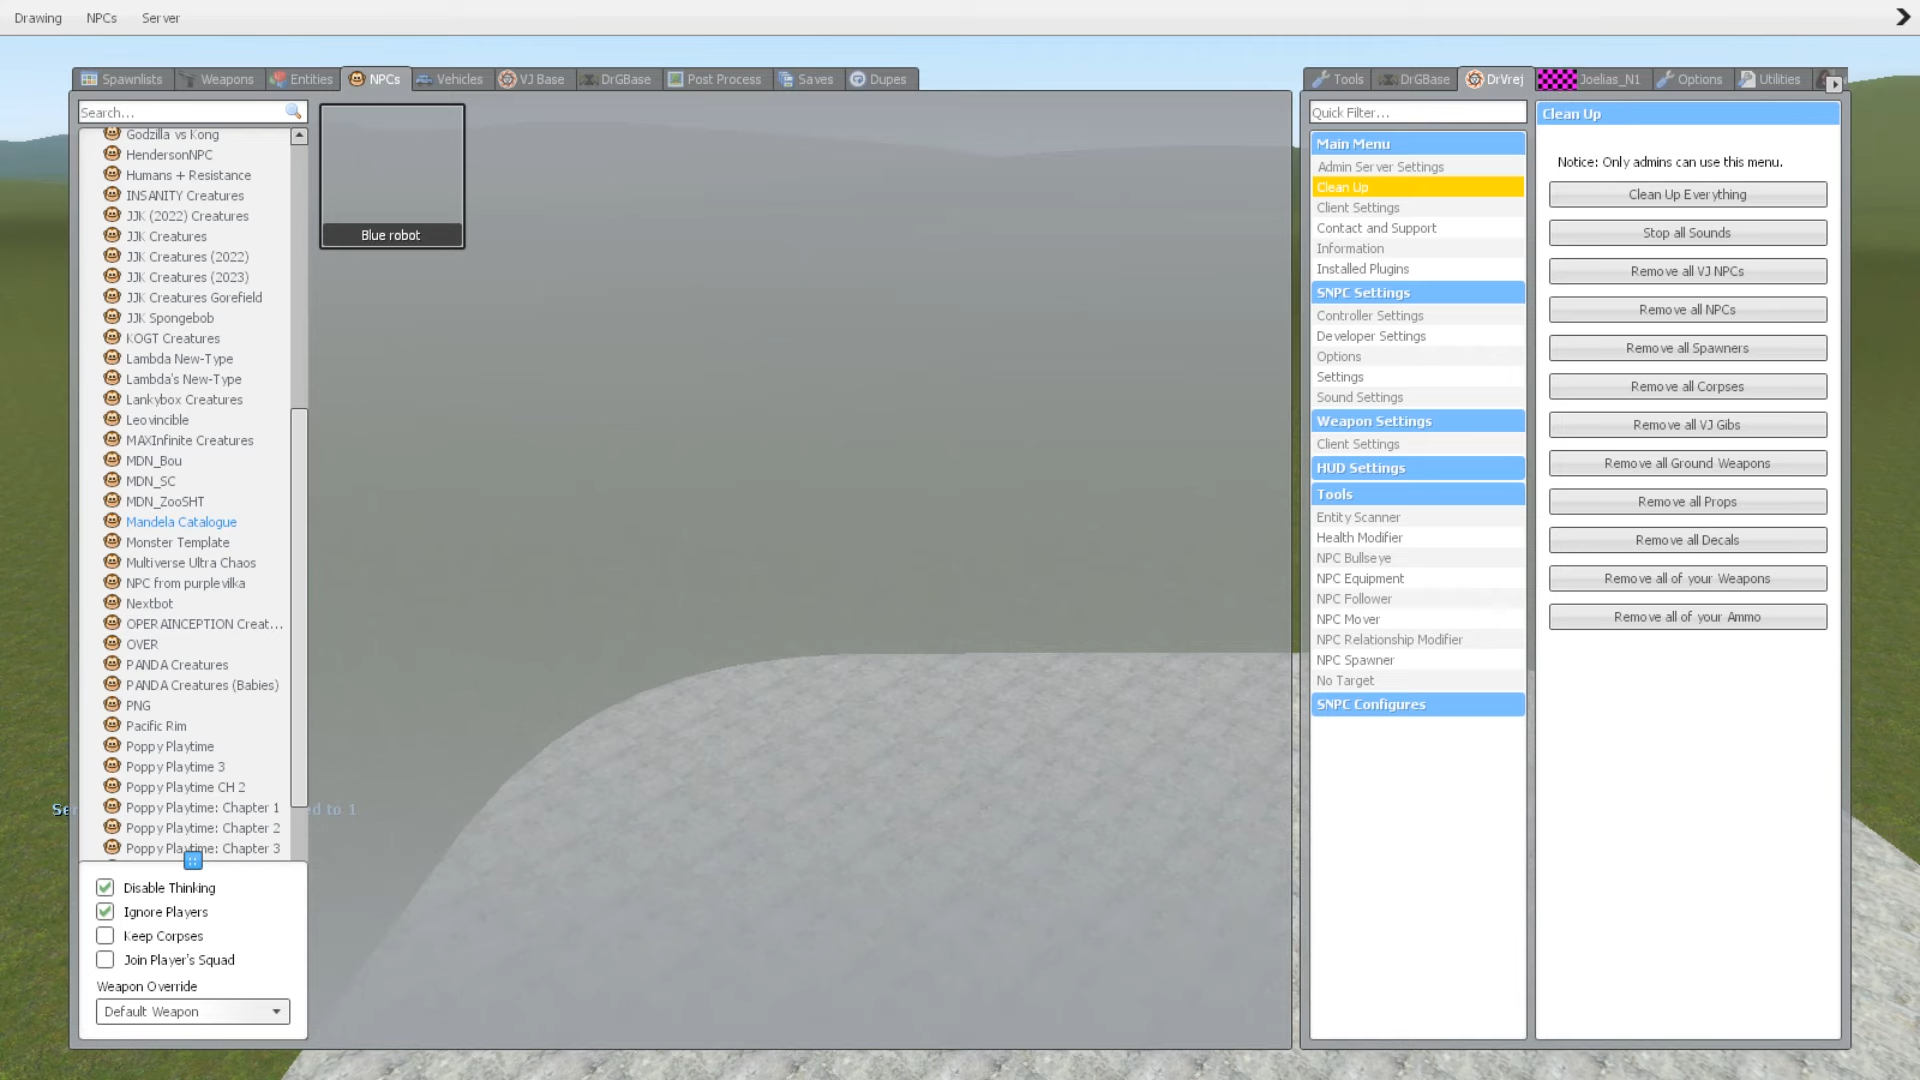 Drawing NPCs Server
Spawnlists Weapons Entities NPCs Vehicles VJ Base DrGBase Post Process Saves Dupes
Search...
Godzilla vs Kong
HendersonNPC
Humans + Resistance
INSANITY Creatures
JJK (2022) Creatures
JJK Creatures
JJK Creatures (2022)
JJK Creatures (2023)
JJK Creatures Gorefield
JJK Spongebob
KOGT Creatures
Lambda New-Type
Lambda's New-Type
Lankybox Creatures
Leovincible
MAXInfinite Creatures
MDN_Bou
MDN_SC
MDN_ZooSHT
Mandela Catalogue
Monster Template
Multiverse Ultra Chaos
NPC from purplevilka
Nextbot
OPERAINCEPTION Creat...
OVER
PANDA Creatures
PANDA Creatures (Babies)
PNG
Pacific Rim
Poppy Playtime
Poppy Playtime 3
Poppy Playtime CH 2
Poppy Playtime: Chapter 1
Poppy Playtime: Chapter 2
Poppy Playtime: Chapter 3
Disable Thinking
Ignore Players
Keep Corpses
Join Player's Squad
Weapon Override
Default Weapon
Blue robot
Se
ed to 1
Tools DrGBase DrVrej Joelias_N1 Options Utilities
Quick Filter...
Main Menu
Admin Server Settings
Clean Up
Client Settings
Contact and Support
Information
Installed Plugins
SNPC Settings
Controller Settings
Developer Settings
Options
Settings
Sound Settings
Weapon Settings
Client Settings
HUD Settings
Tools
Entity Scanner
Health Modifier
NPC Bullseye
NPC Equipment
NPC Follower
NPC Mover
NPC Relationship Modifier
NPC Spawner
No Target
SNPC Configures
Clean Up
Notice: Only admins can use this menu.
Clean Up Everything
Stop all Sounds
Remove all VJ NPCs
Remove all NPCs
Remove all Spawners
Remove all Corpses
Remove all VJ Gibs
Remove all Ground Weapons
Remove all Props
Remove all Decals
Remove all of your Weapons
Remove all of your Ammo